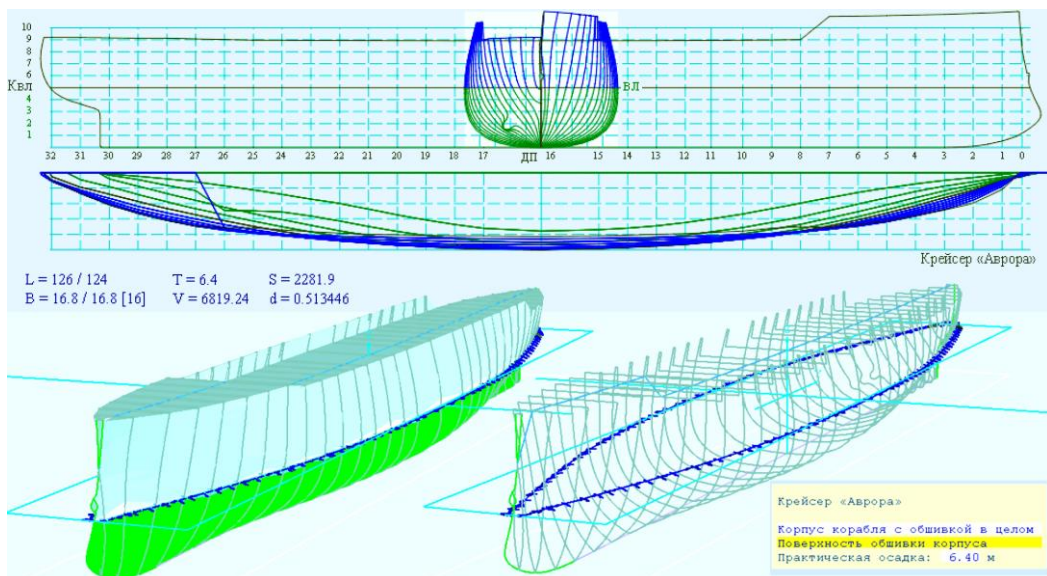 10
9
8
7
6
Квл
4
3
2
1
ВЛ
32 31 30 29 28 27 26 25 24 23 22 21 20 19 18 17 ДП 16 15 14 13 12 11 10 9 8 7 6 5 4 3 2 1 0
Крейсер «Аврора»
L = 126 / 124 T = 6.4 S = 2281.9
B = 16.8 / 16.8 [16] V = 6819.24 d = 0.513446
Крейсер «Аврора»
Корпус корабля с обшивкой в целом
Поверхность обшивки корпуса
Практическая осадка: 6.40 м